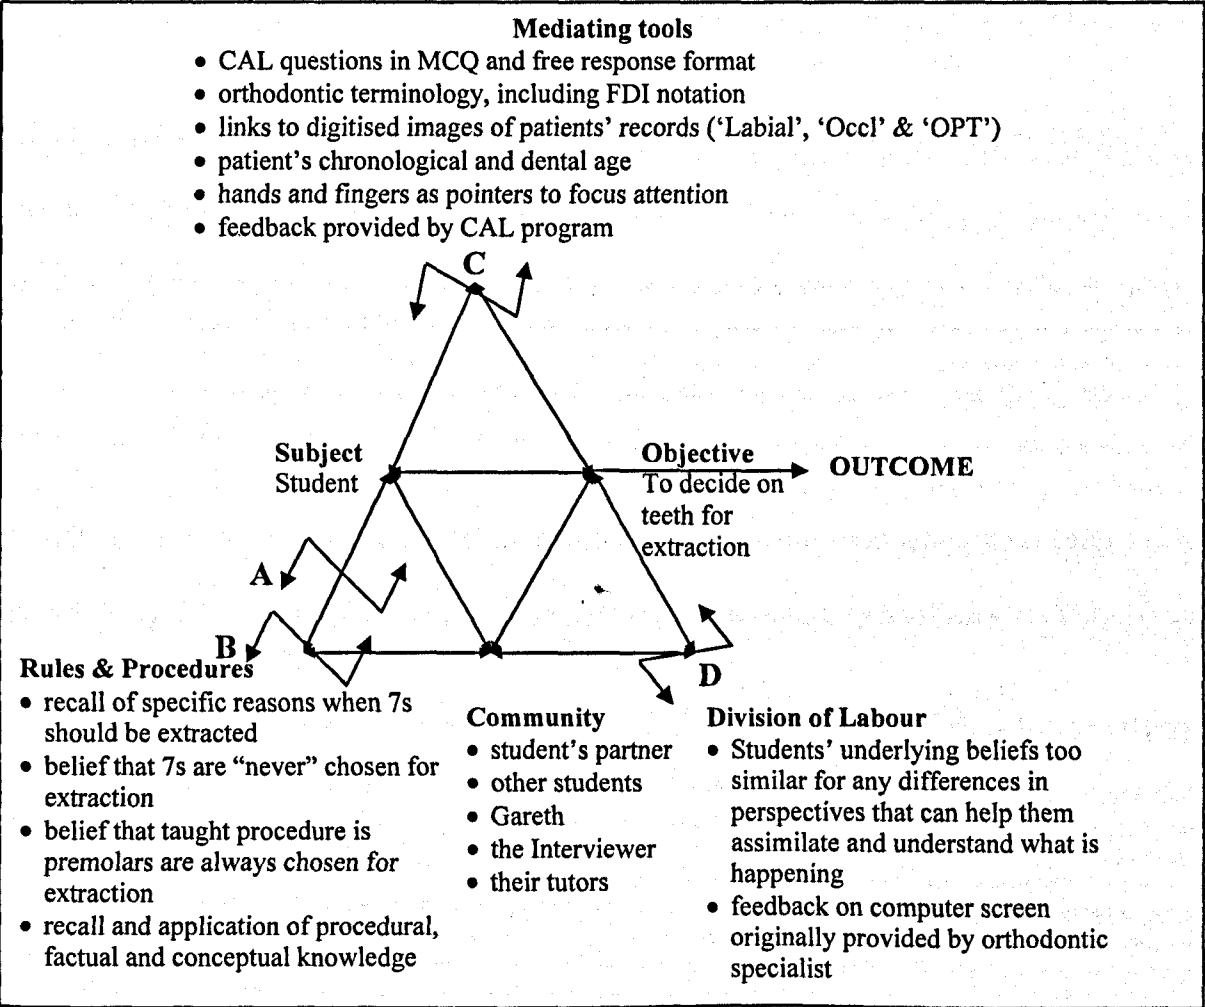 Mediating tools
• CAL questions in MCQ and free response format
• orthodontic terminology, including FDI notation
• links to digitised images of patients' records ('Labial', 'Occl' & 'OPT')
• patient's chronological and dental age
• hands and fingers as pointers to focus attention
• feedback provided by CAL program
C
Subject
Student
Objective
To decide on
teeth for
extraction
OUTCOME
A
B
D
Rules & Procedures
• recall of specific reasons when 7s
should be extracted
• belief that 7s are "never" chosen for
extraction
• belief that taught procedure is
premolars are always chosen for
extraction
• recall and application of procedural,
factual and conceptual knowledge
Community
• student's partner
• other students
• Gareth
• the Interviewer
• their tutors
Division of Labour
• Students' underlying beliefs too
similar for any differences in
perspectives that can help them
assimilate and understand what is
happening
• feedback on computer screen
originally provided by orthodontic
specialist